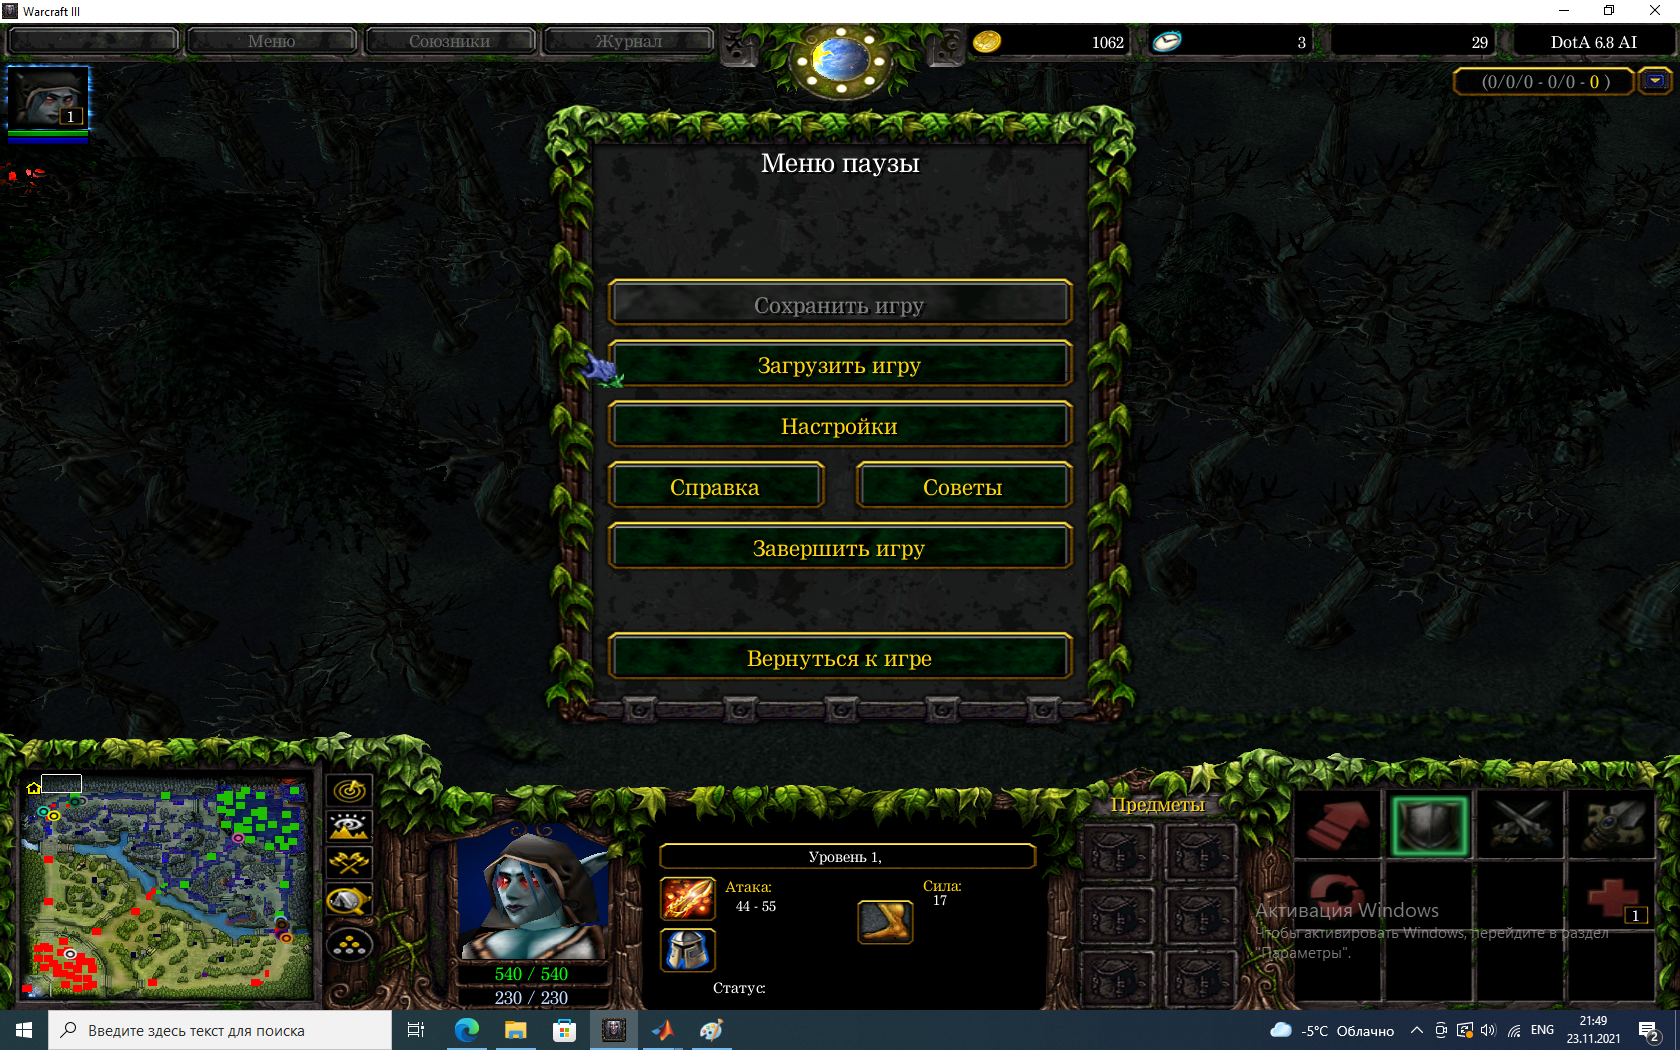 Warcraft III
Меню
Союзники
Журнал
1062
3
29
DotA 6.8 AI
(0/0/0 - 0/0 - 0 )
1
Меню паузы
Сохранить игру
Загрузить игру
Настройки
Справка
Советы
Завершить игру
Вернуться к игре
Предметы
Уровень 1,
Атака:
44 - 55
Сила:
17
Статус:
540 / 540
230 / 230
1
Активация Windows
Чтобы активировать Windows, перейдите в раздел
"Параметры".
Введите здесь текст для поиска
-5°C Облачно
ENG
21:49
23.11.2021
2